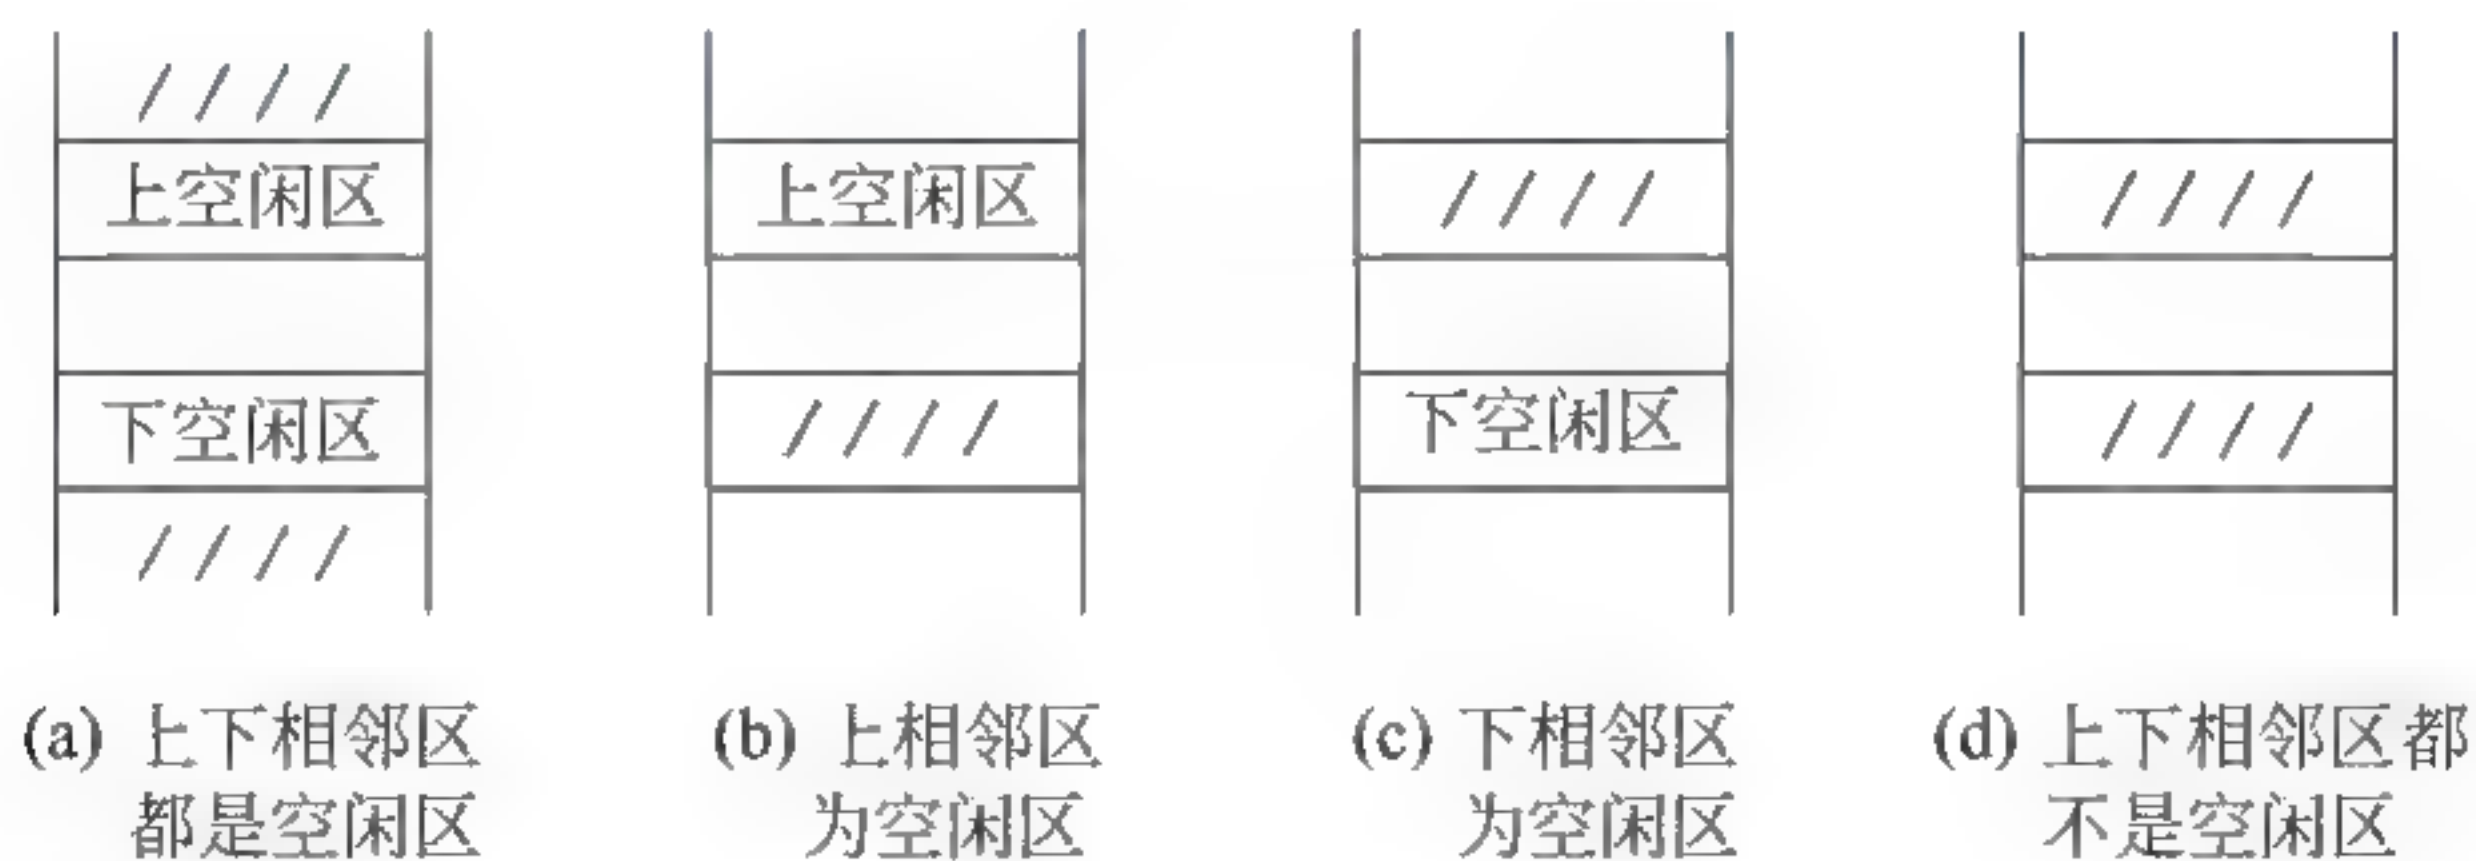 上空闲区
上空闲区
下空闲区
下空闲区
(a) 上下相邻区
都是空闲区
(b) 上相邻区
为空闲区
(c) 下相邻区
为空闲区
(d) 上下相邻区都
不是空闲区